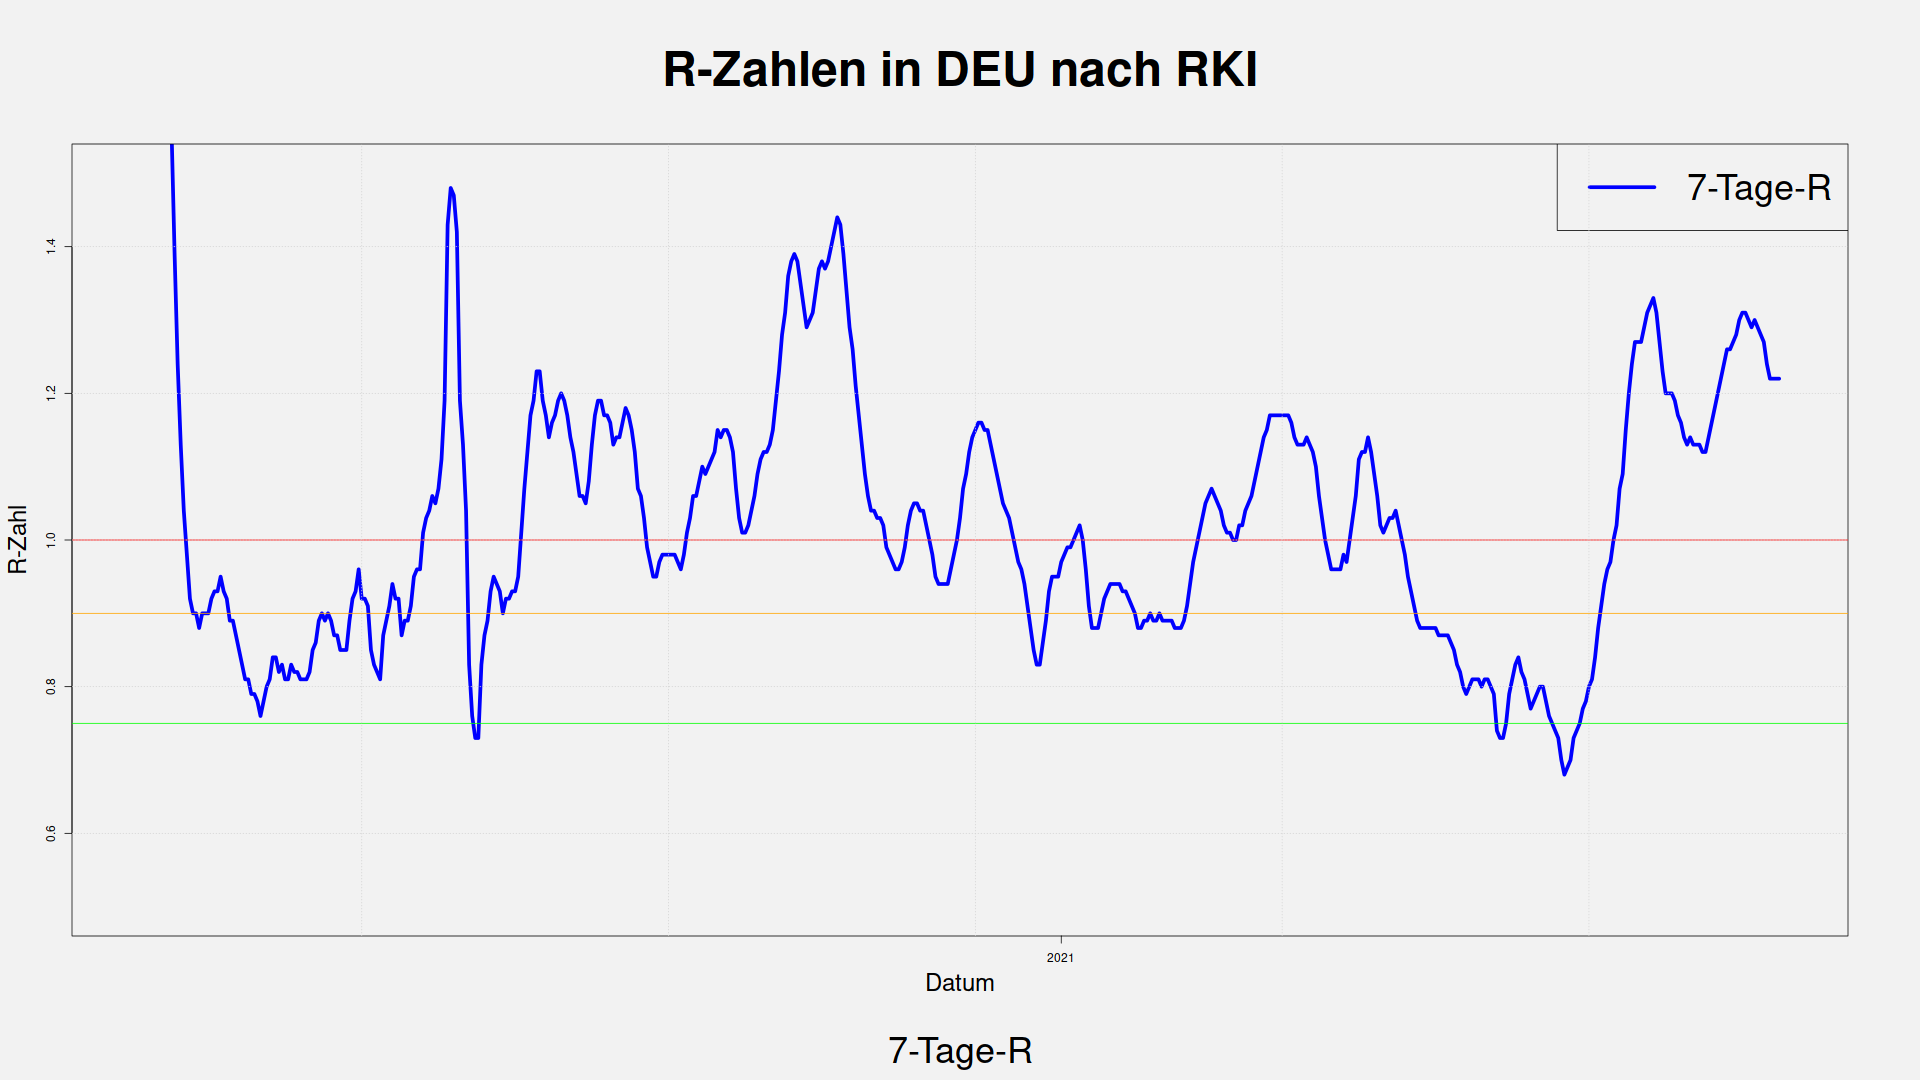 R-Zahlen in DEU nach RKI
7-Tage-R
1.4
1.2
1.0
0.8
0.6
R-Zahl
2021
Datum
7-Tage-R